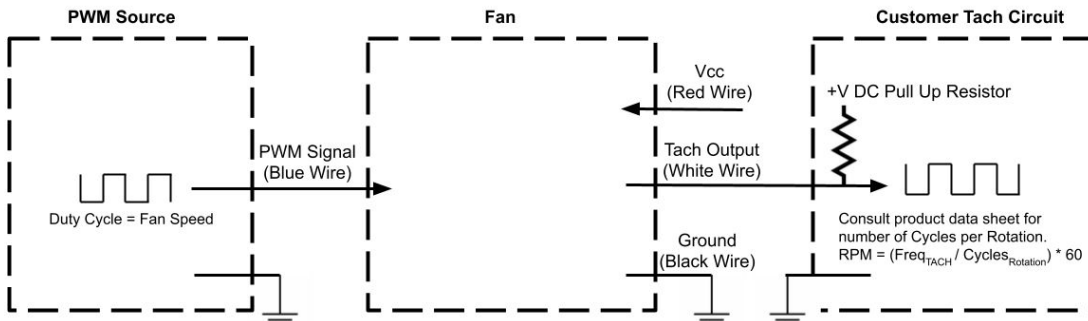 PWM Source
Fan
Customer Tach Circuit
Vcc
(Red Wire)
+V DC Pull Up Resistor
PWM Signal
(Blue Wire)
Tach Output
(White Wire)
Duty Cycle = Fan Speed
Consult product data sheet for
number of Cycles per Rotation.
RPM = (Freq_TACH / Cycles_Rotation) * 60
Ground
(Black Wire)